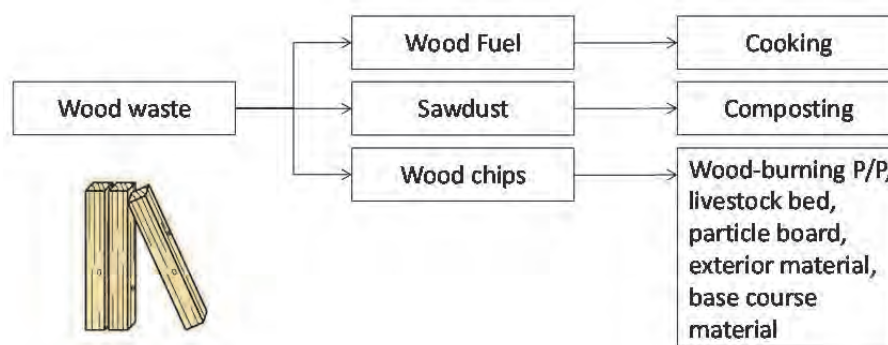 Wood Fuel
Cooking
Wood waste
Sawdust
Composting
Wood chips
Wood-burning P/P,
livestock bed,
particle board,
exterior material,
base course
material